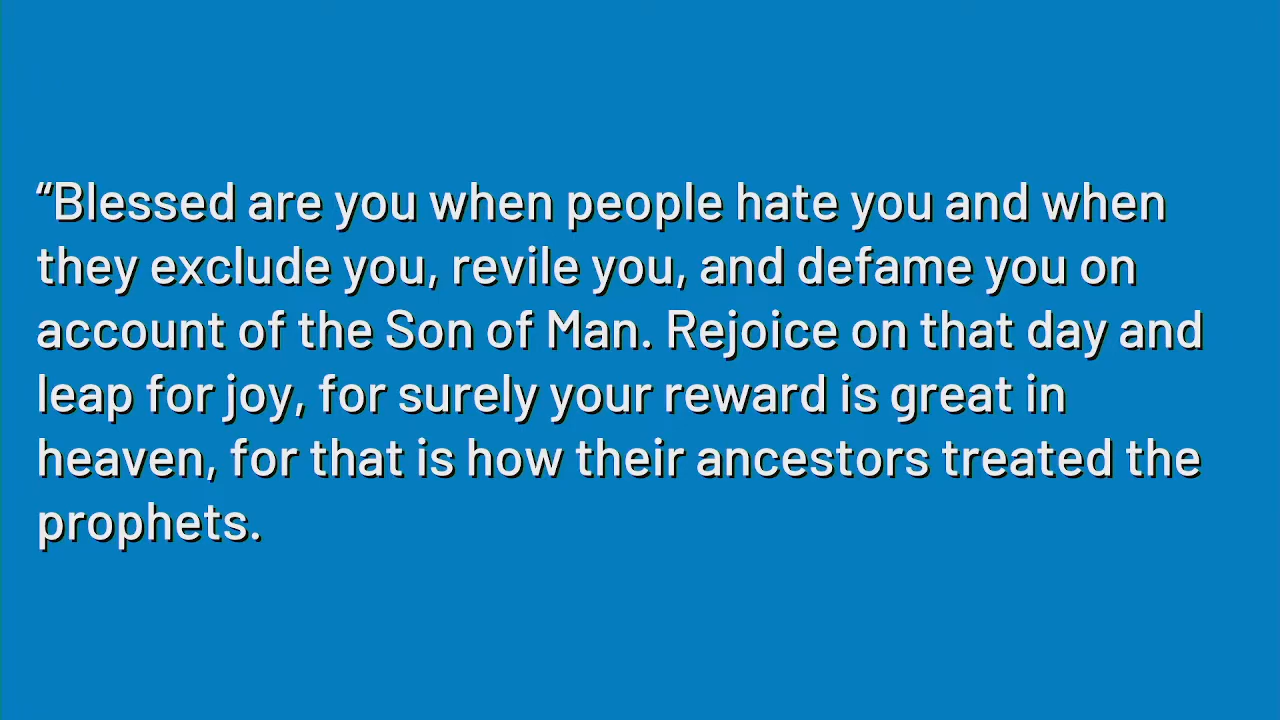 “Blessed are you when people hate you and when
they exclude you, revile you, and defame you on
account of the Son of Man. Rejoice on that day and
leap for joy, for surely your reward is great in
heaven, for that is how their ancestors treated the
prophets.